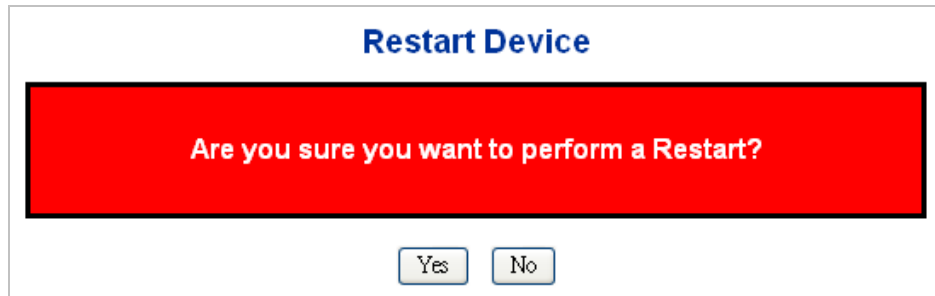 Restart Device
Are you sure you want to perform a Restart?
Yes No